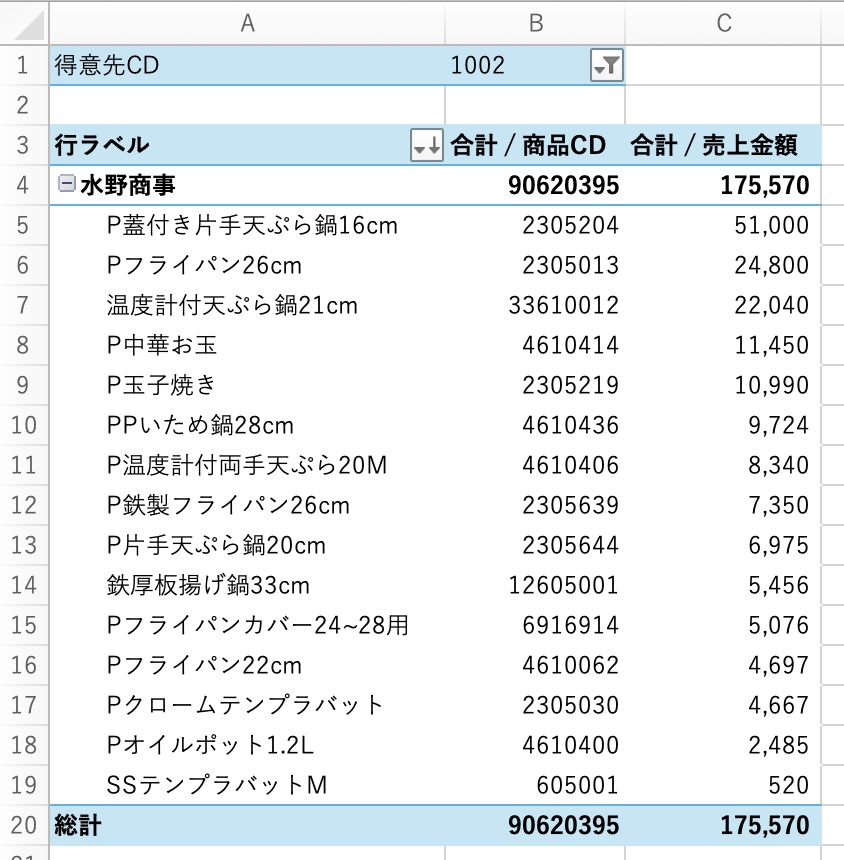 A B C
1 得意先CD 1002
2
3 行ラベル 合計 / 商品CD 合計 / 売上金額
4 水野商事 90620395 175,570
5 P蓋付き片手天ぷら鍋16cm 2305204 51,000
6 Pフライパン26cm 2305013 24,800
7 温度計付天ぷら鍋21cm 33610012 22,040
8 P中華お玉 4610414 11,450
9 P玉子焼き 2305219 10,990
10 PPいため鍋28cm 4610436 9,724
11 P温度計付両手天ぷら20M 4610406 8,340
12 P鉄製フライパン26cm 2305639 7,350
13 P片手天ぷら鍋20cm 2305644 6,975
14 鉄厚板揚げ鍋33cm 12605001 5,456
15 Pフライパンカバー24~28用 6916914 5,076
16 Pフライパン22cm 4610062 4,697
17 Pクロームテンプラバット 2305030 4,667
18 Pオイルポット1.2L 4610400 2,485
19 SSテンプラバットM 605001 520
20 総計 90620395 175,570